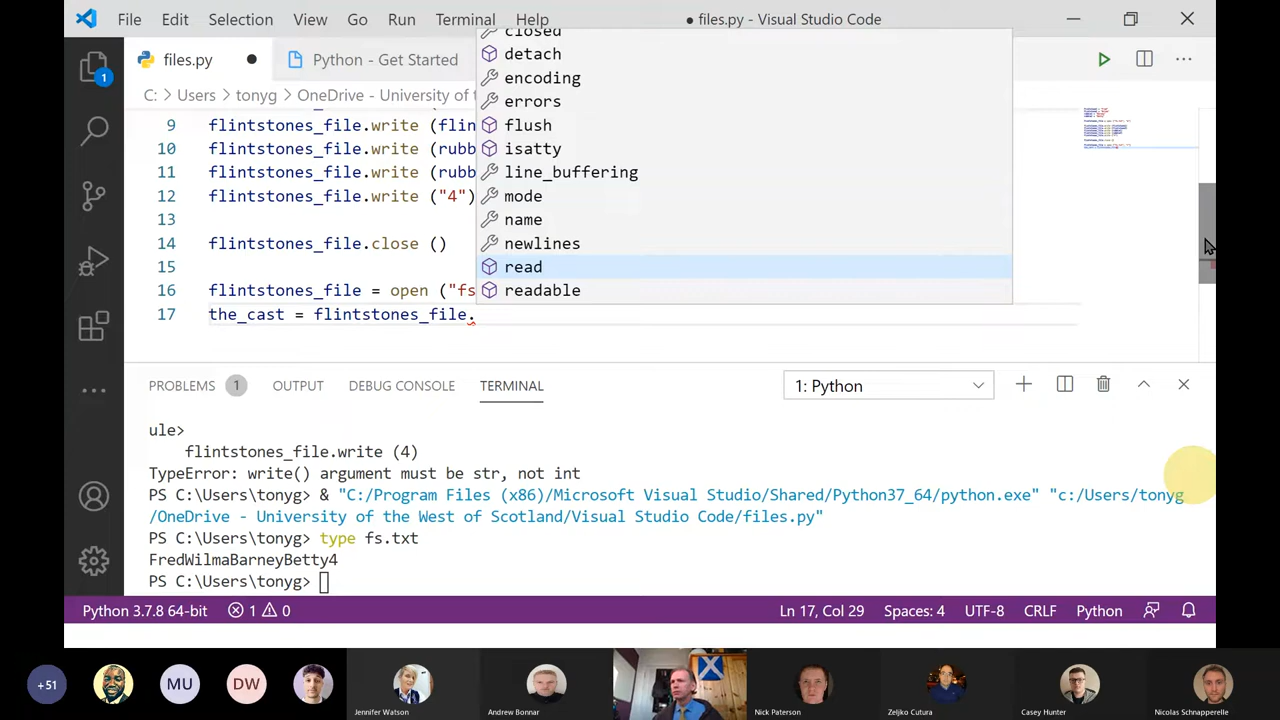 File Edit Selection View Go Run Terminal Help ● files.py - Visual Studio Code
files.py ● Python - Get Started
C: > Users > tonyg > OneDrive - University of t
closed
detach
encoding
errors
flush
isatty
line_buffering
mode
name
newlines
read
readable
9 flintstones_file.write (flin
10 flintstones_file.write (rubb
11 flintstones_file.write (rubb
12 flintstones_file.write ("4")
13
14 flintstones_file.close ()
15
16 flintstones_file = open ("fs
17 the_cast = flintstones_file.
1
PROBLEMS 1 OUTPUT DEBUG CONSOLE TERMINAL 1: Python
ule>
flintstones_file.write (4)
TypeError: write() argument must be str, not int
PS C:\Users\tonyg> & "C:/Program Files (x86)/Microsoft Visual Studio/Shared/Python37_64/python.exe" "c:/Users/tonyg
/OneDrive - University of the West of Scotland/Visual Studio Code/files.py"
PS C:\Users\tonyg> type fs.txt
FredWilmaBarneyBetty4
PS C:\Users\tonyg>
Python 3.7.8 64-bit 1 0 Ln 17, Col 29 Spaces: 4 UTF-8 CRLF Python
+51 MU DW
Jennifer Watson Andrew Bonnar Nick Paterson Zeljko Cutura Casey Hunter Nicolas Schnapperelle